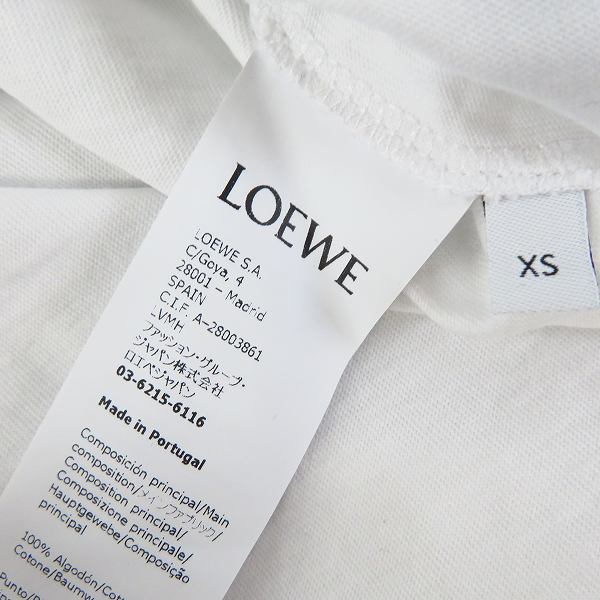 LOEWE
LOEWE S.A.
C/Goya, 4
28001 – Madrid
SPAIN
C.I.F. A-28003861
LVMH
ファッション・グループ・
ジャパン株式会社
ロエベジャパン
03-6215-6116
Made in Portugal
Composición principal/Main
composition/メインファブリック/
Composition principal/
Composizione principale/
Hauptgewebe/Composição
principal
100% Algodón/Cott
Cotone/Baumw
Punto/
XS